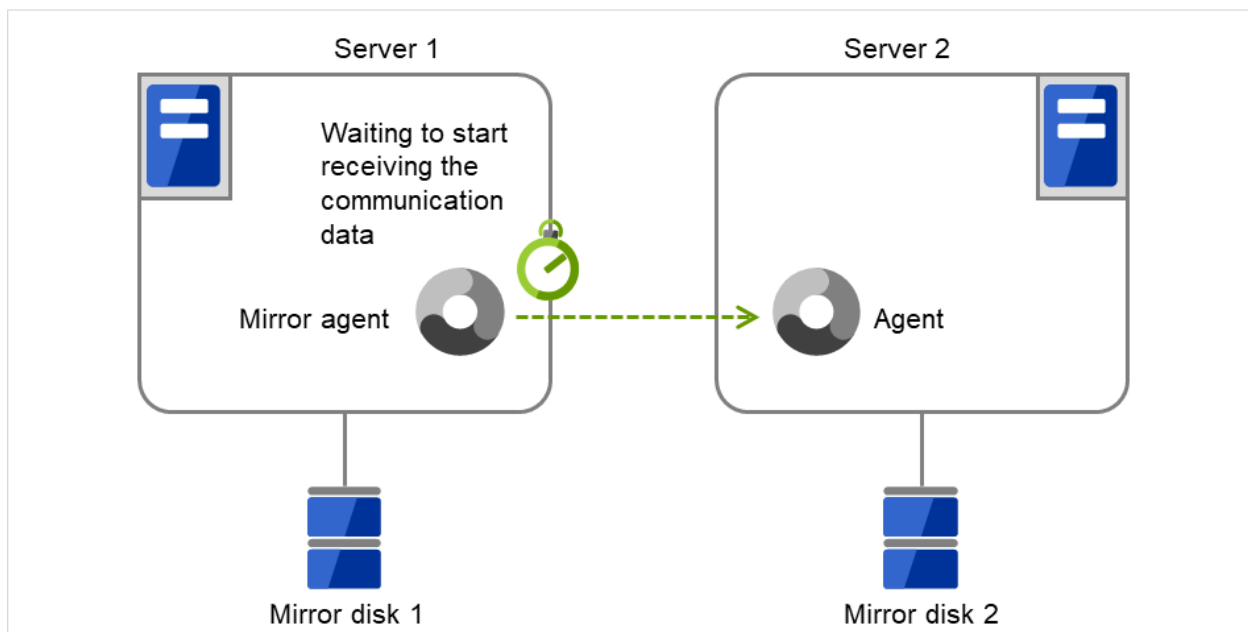 Server 1
Server 2
Waiting to start
receiving the
communication
data
Mirror agent
Agent
Mirror disk 1
Mirror disk 2